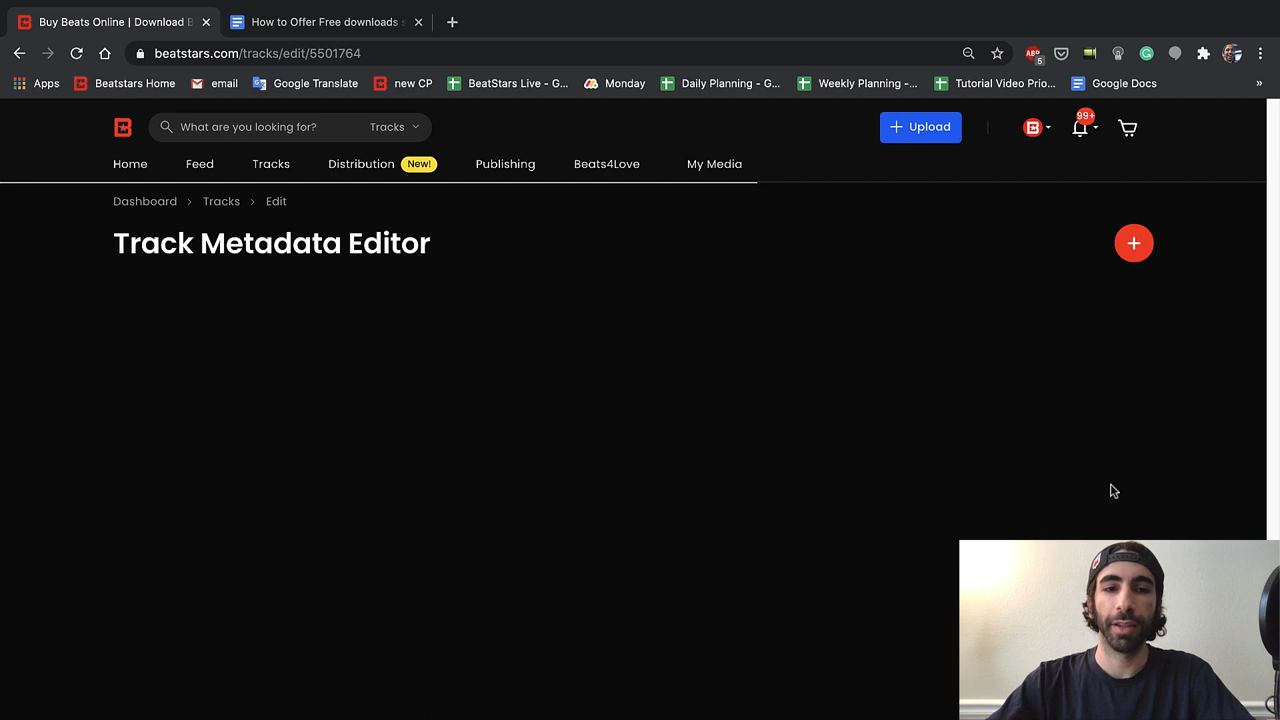 Buy Beats Online | Download B
How to Offer Free downloads s
beatstars.com/tracks/edit/5501764
ABP
5
Apps
Beatstars Home
email
Google Translate
new CP
BeatStars Live - G...
Monday
Daily Planning - G...
Weekly Planning -...
Tutorial Video Prio...
Google Docs
»
What are you looking for?
Tracks
Upload
99+
Home
Feed
Tracks
Distribution
New!
Publishing
Beats4Love
My Media
Dashboard > Tracks > Edit
Track Metadata Editor